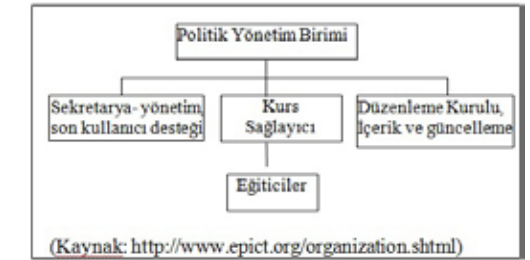 Politik Yönetim Birimi
Sekretarya- yönetim,
son kullanıcı desteği
Kurs
Sağlayıcı
Düzenleme Kurulu,
İçerik ve güncelleme
Eğiticiler
(Kaynak: http://www.epict.org/organization.shtml)